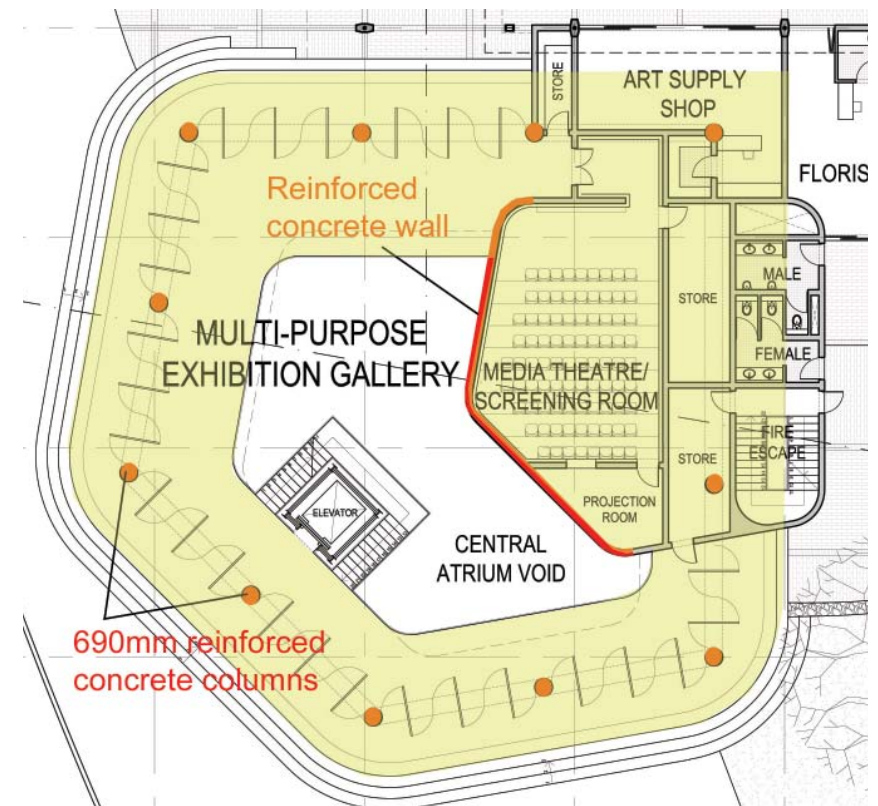 STORE
ART SUPPLY
SHOP
FLORIS
Reinforced
concrete wall
MALE
STORE
MULTI-PURPOSE
EXHIBITION GALLERY
MEDIA THEATRE/
SCREENING ROOM
FEMALE
FIRE
ESCAPE
STORE
ELEVATOR
PROJECTION
ROOM
CENTRAL
ATRIUM VOID
690mm reinforced
concrete columns